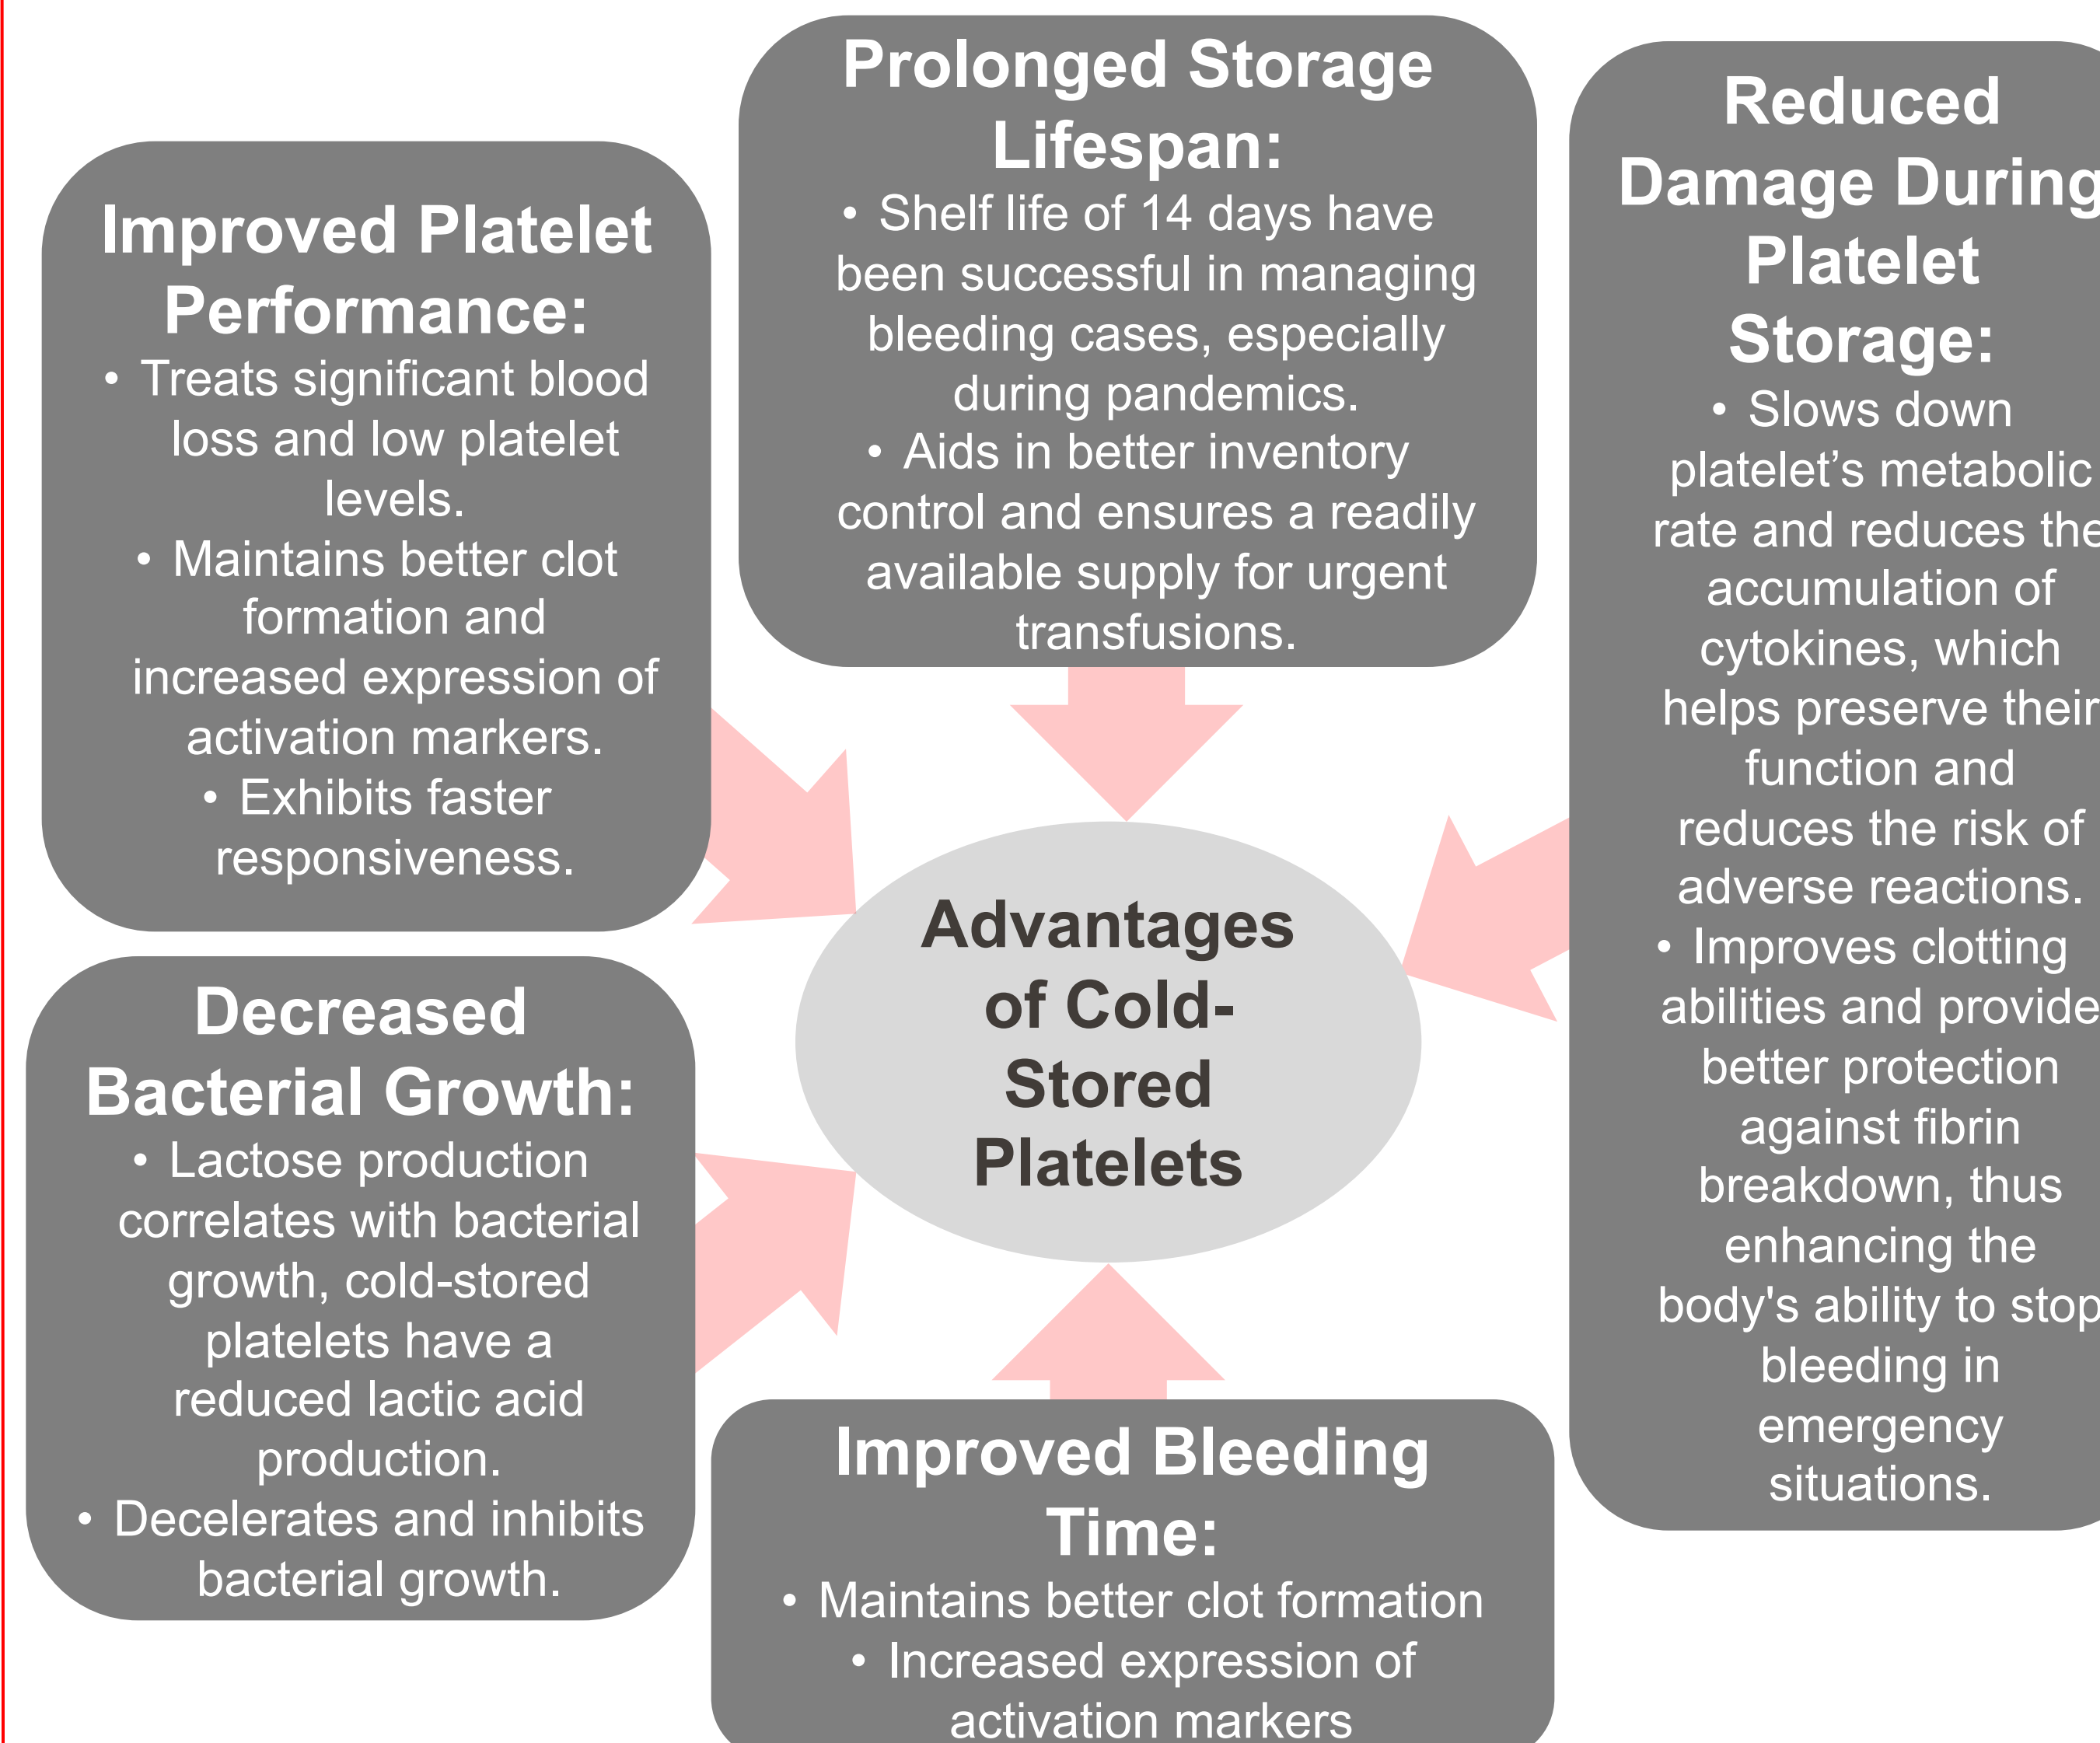 Improved Platelet
Performance:
• Treats significant blood
loss and low platelet
levels.
• Maintains better clot
formation and
increased expression of
activation markers.
• Exhibits faster
responsiveness.
Prolonged Storage
Lifespan:
• Shelf life of 14 days have
been successful in managing
bleeding cases, especially
during pandemics.
• Aids in better inventory
control and ensures a readily
available supply for urgent
transfusions.
Reduced
Damage During
Platelet
Storage:
• Slows down
platelet’s metabolic
rate and reduces the
accumulation of
cytokines, which
helps preserve their
function and
reduces the risk of
adverse reactions.
• Improves clotting
abilities and provide
better protection
against fibrin
breakdown, thus
enhancing the
body's ability to stop
bleeding in
emergency
situations.
Advantages
of Cold-
Stored
Platelets
Decreased
Bacterial Growth:
• Lactose production
correlates with bacterial
growth, cold-stored
platelets have a
reduced lactic acid
production.
• Decelerates and inhibits
bacterial growth.
Improved Bleeding
Time:
• Maintains better clot formation
• Increased expression of
activation markers